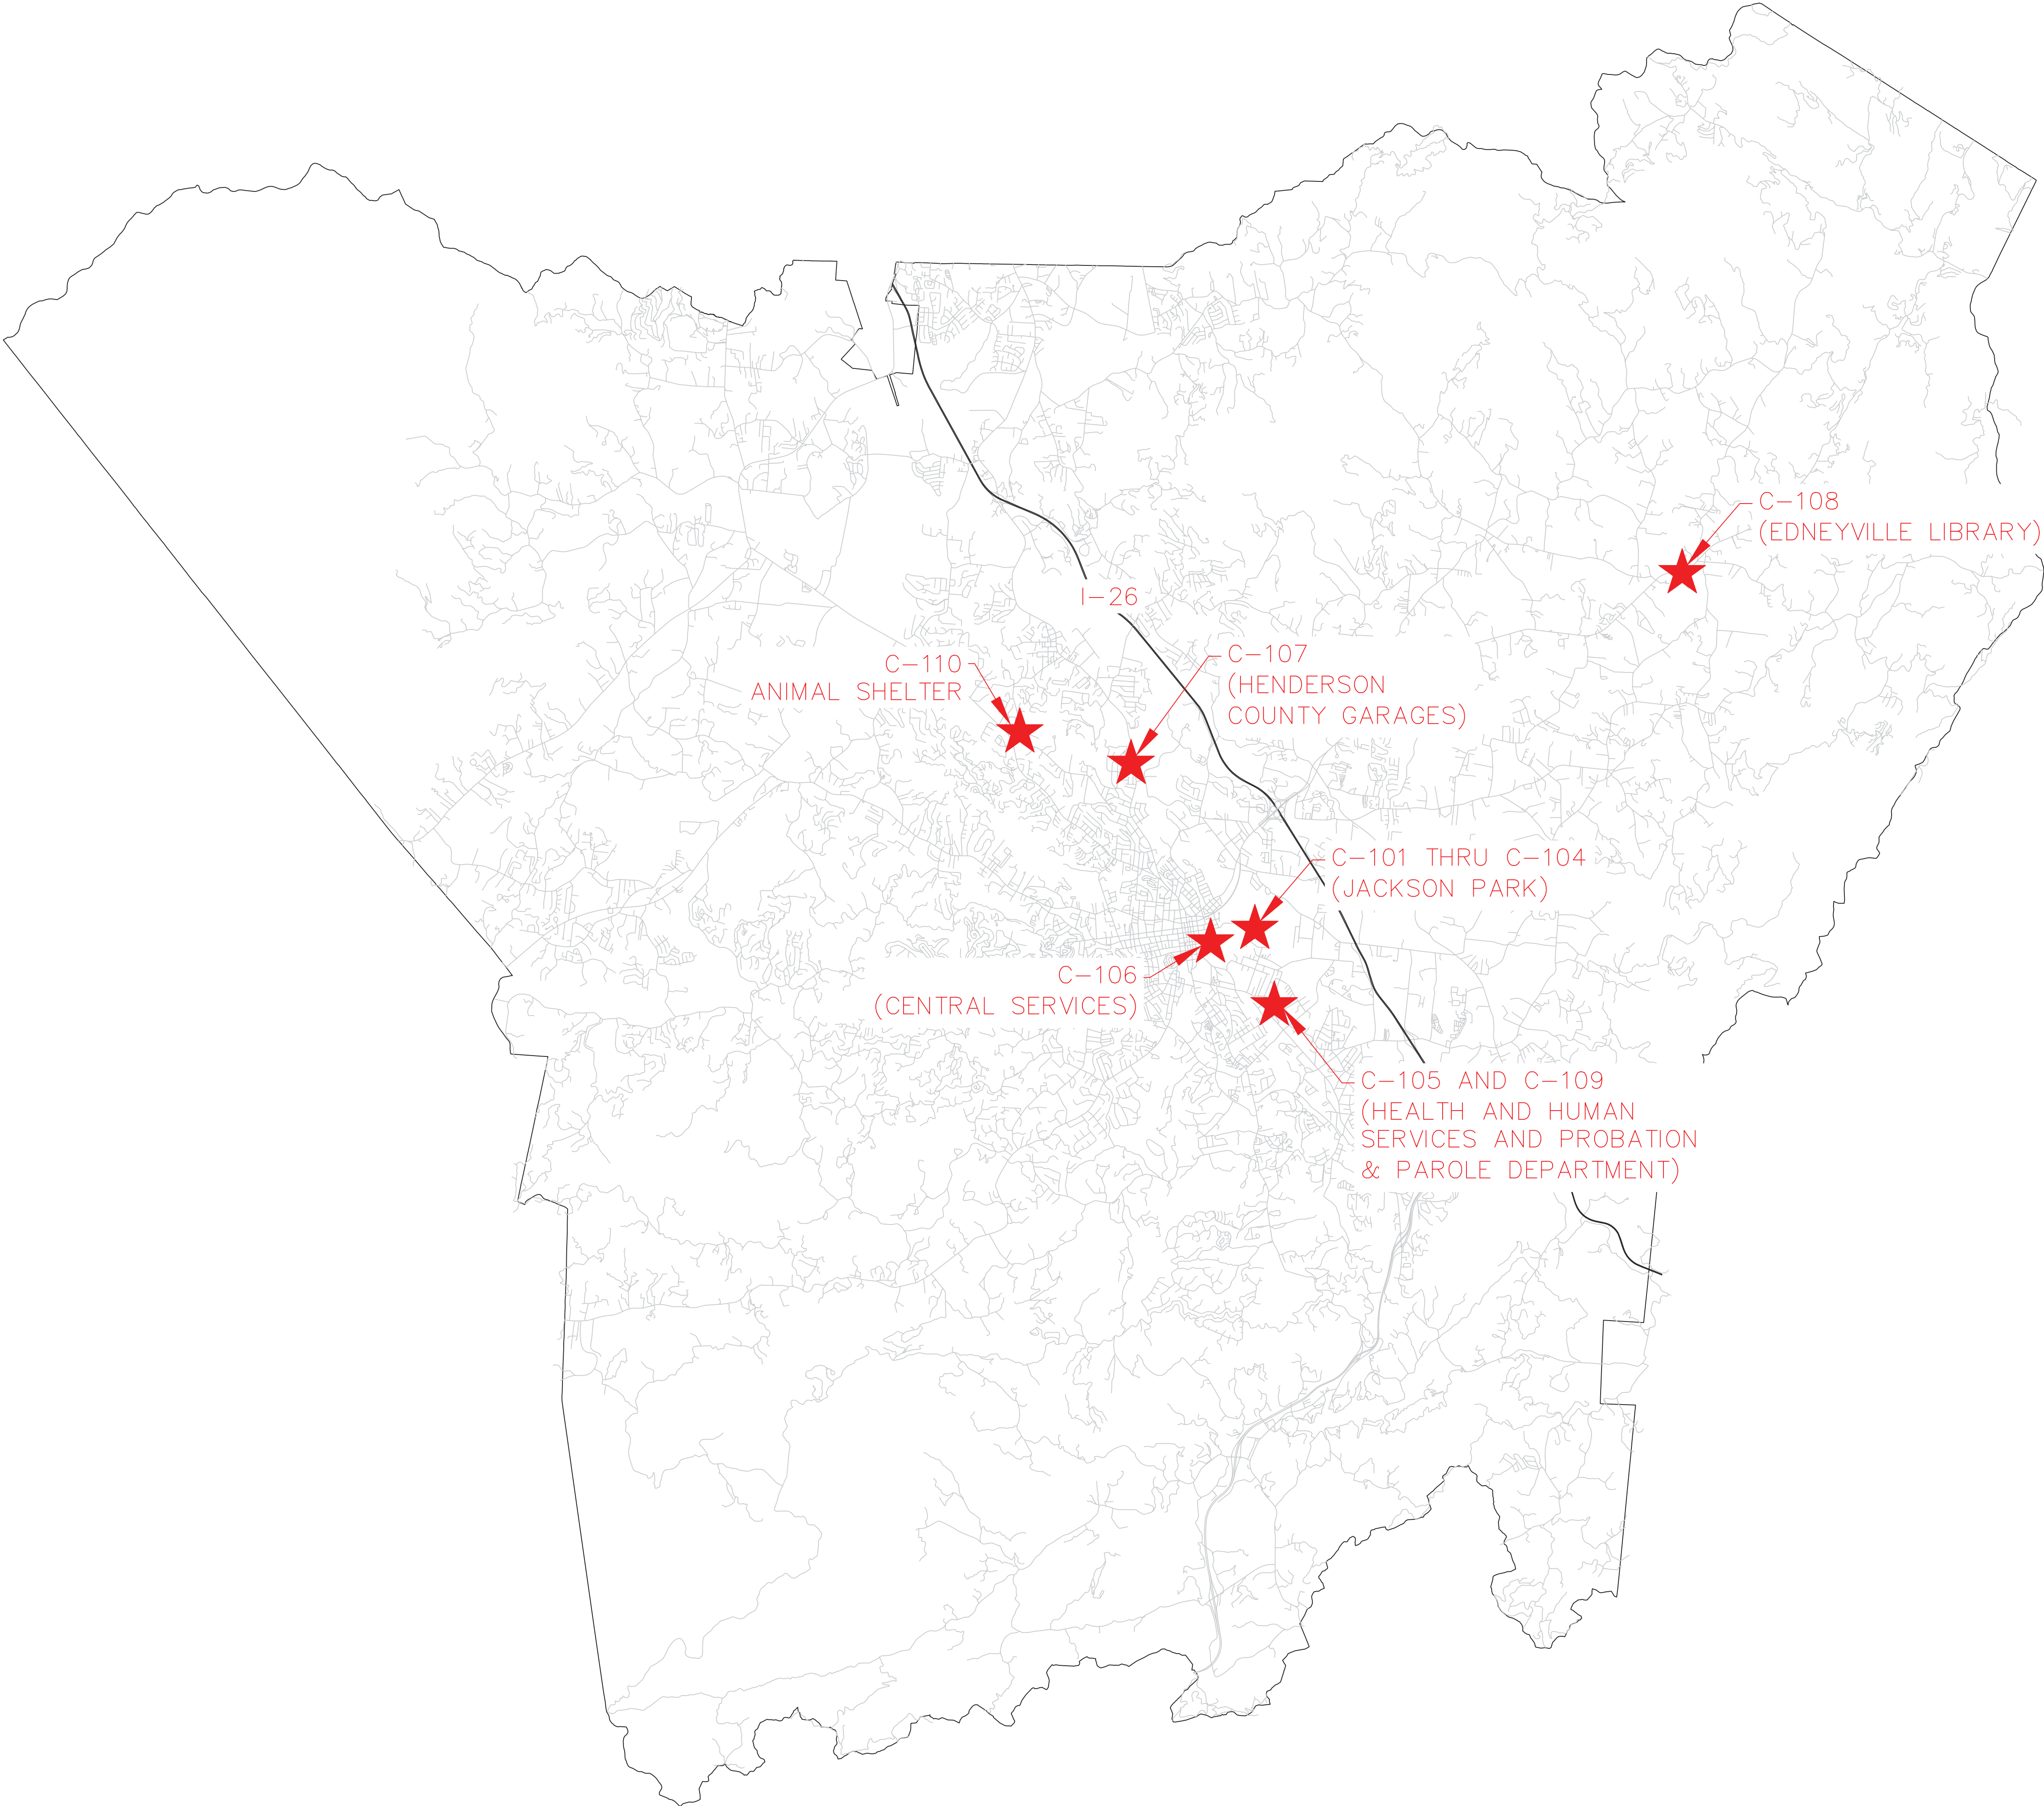 C-108
(EDNEYVILLE LIBRARY)
I-26
C-110
ANIMAL SHELTER
C-107
(HENDERSON
COUNTY GARAGES)
C-101 THRU C-104
(JACKSON PARK)
C-106
(CENTRAL SERVICES)
C-105 AND C-109
(HEALTH AND HUMAN
SERVICES AND PROBATION
& PAROLE DEPARTMENT)